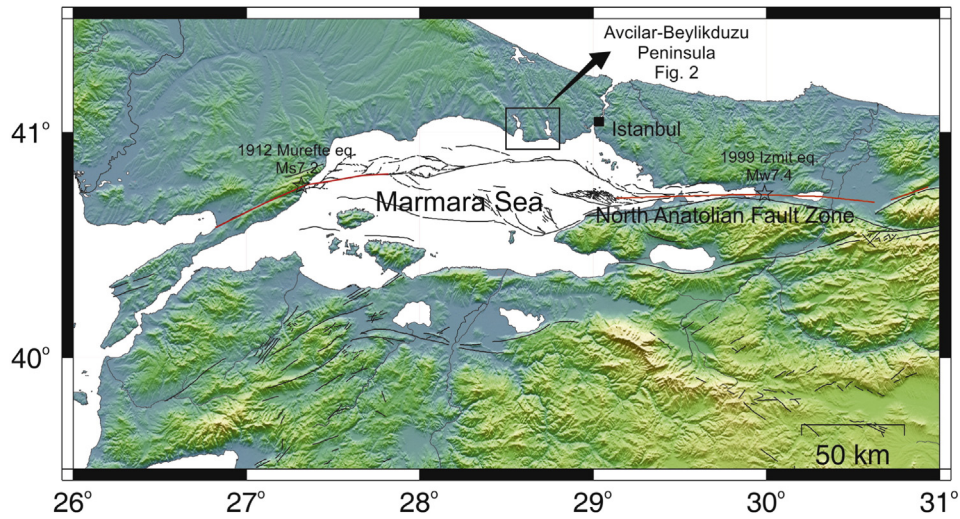 Avcilar-Beylikduzu
Peninsula
Fig. 2
41°
Istanbul
1912 Murefte eq.
Ms7.2
1999 Izmit eq.
Mw7.4
Marmara Sea
North Anatolian Fault Zone
40°
50 km
26°
27°
28°
29°
30°
31°